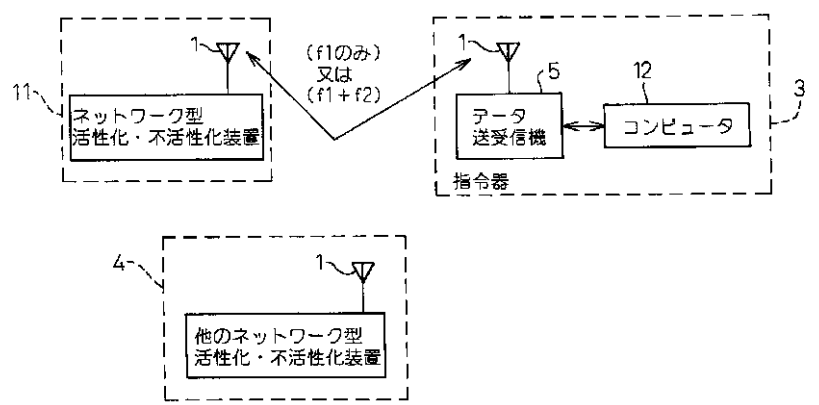 1
(f1のみ)
又は
(f1+f2)
11
ネットワーク型
活性化・不活性化装置
1
5
12
3
データ
送受信機
コンピュータ
指令器
4
1
他のネットワーク型
活性化・不活性化装置